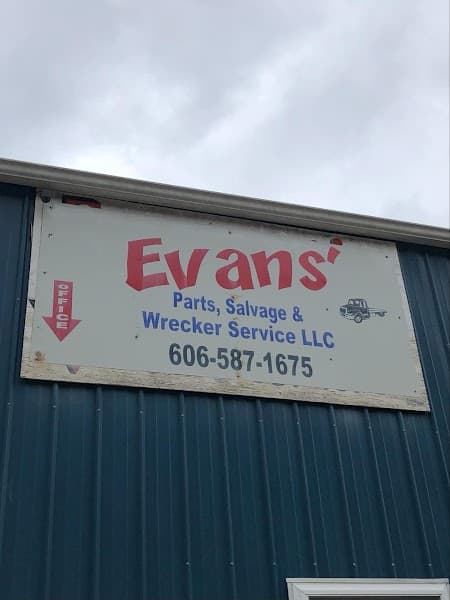 Evans'
Parts, Salvage &
Wrecker Service LLC
606-587-1675
OFFICE